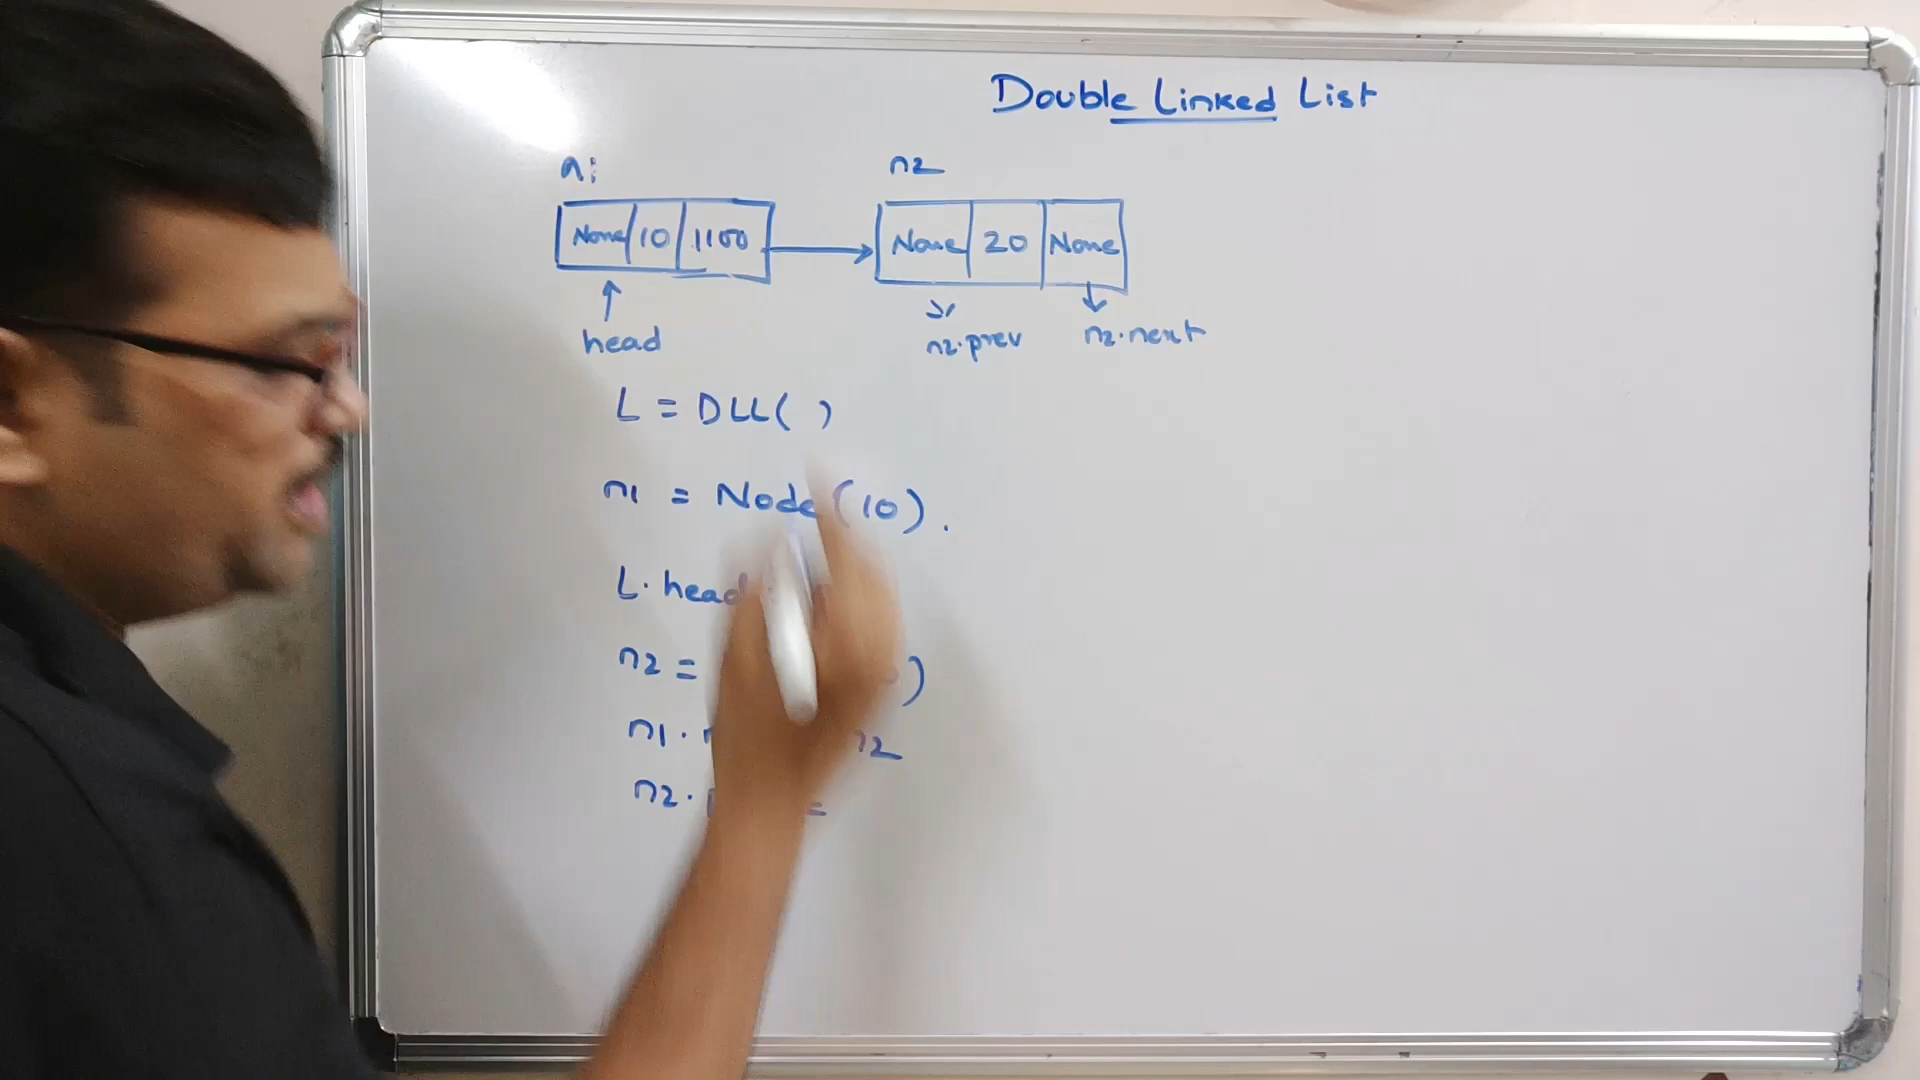 Double Linked List
n1 n2
None 10 1100 None 20 None
head n2.prev n2.next
L = DLL( )
n1 = Node(10).
L. head
n2 = )
n1. n2
n2. =